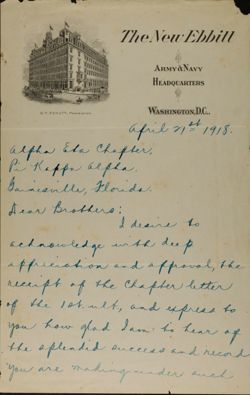 The New Ebbitt
Army & Navy
Headquarters
Washington, D.C.,
April 21st 1918.
Alpha Eta Chapter,
Pi Kappa Alpha,
Gainesville, Florida.
Dear Brothers:
I desire to
acknowledge with deep
appriciation and approval, the
receipt of the Chapter letter
of the 1st. ult, and express to
you how glad I am to hear of
the splendid success and record
you are making under such